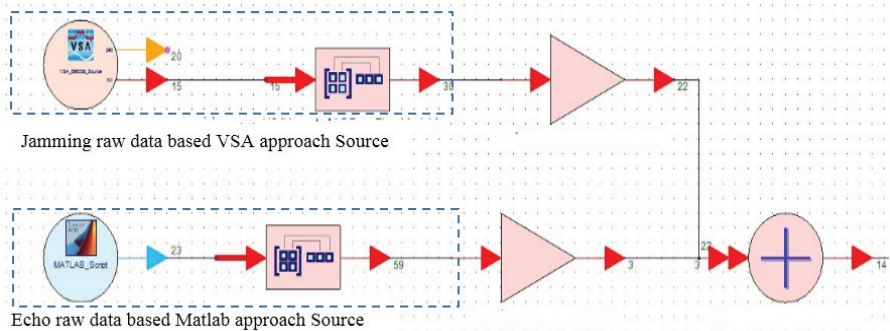 VSA
20
15
15
38
22
Jamming raw data based VSA approach Source
MATLAB_Script
23
59
3
3
22
14
Echo raw data based Matlab approach Source